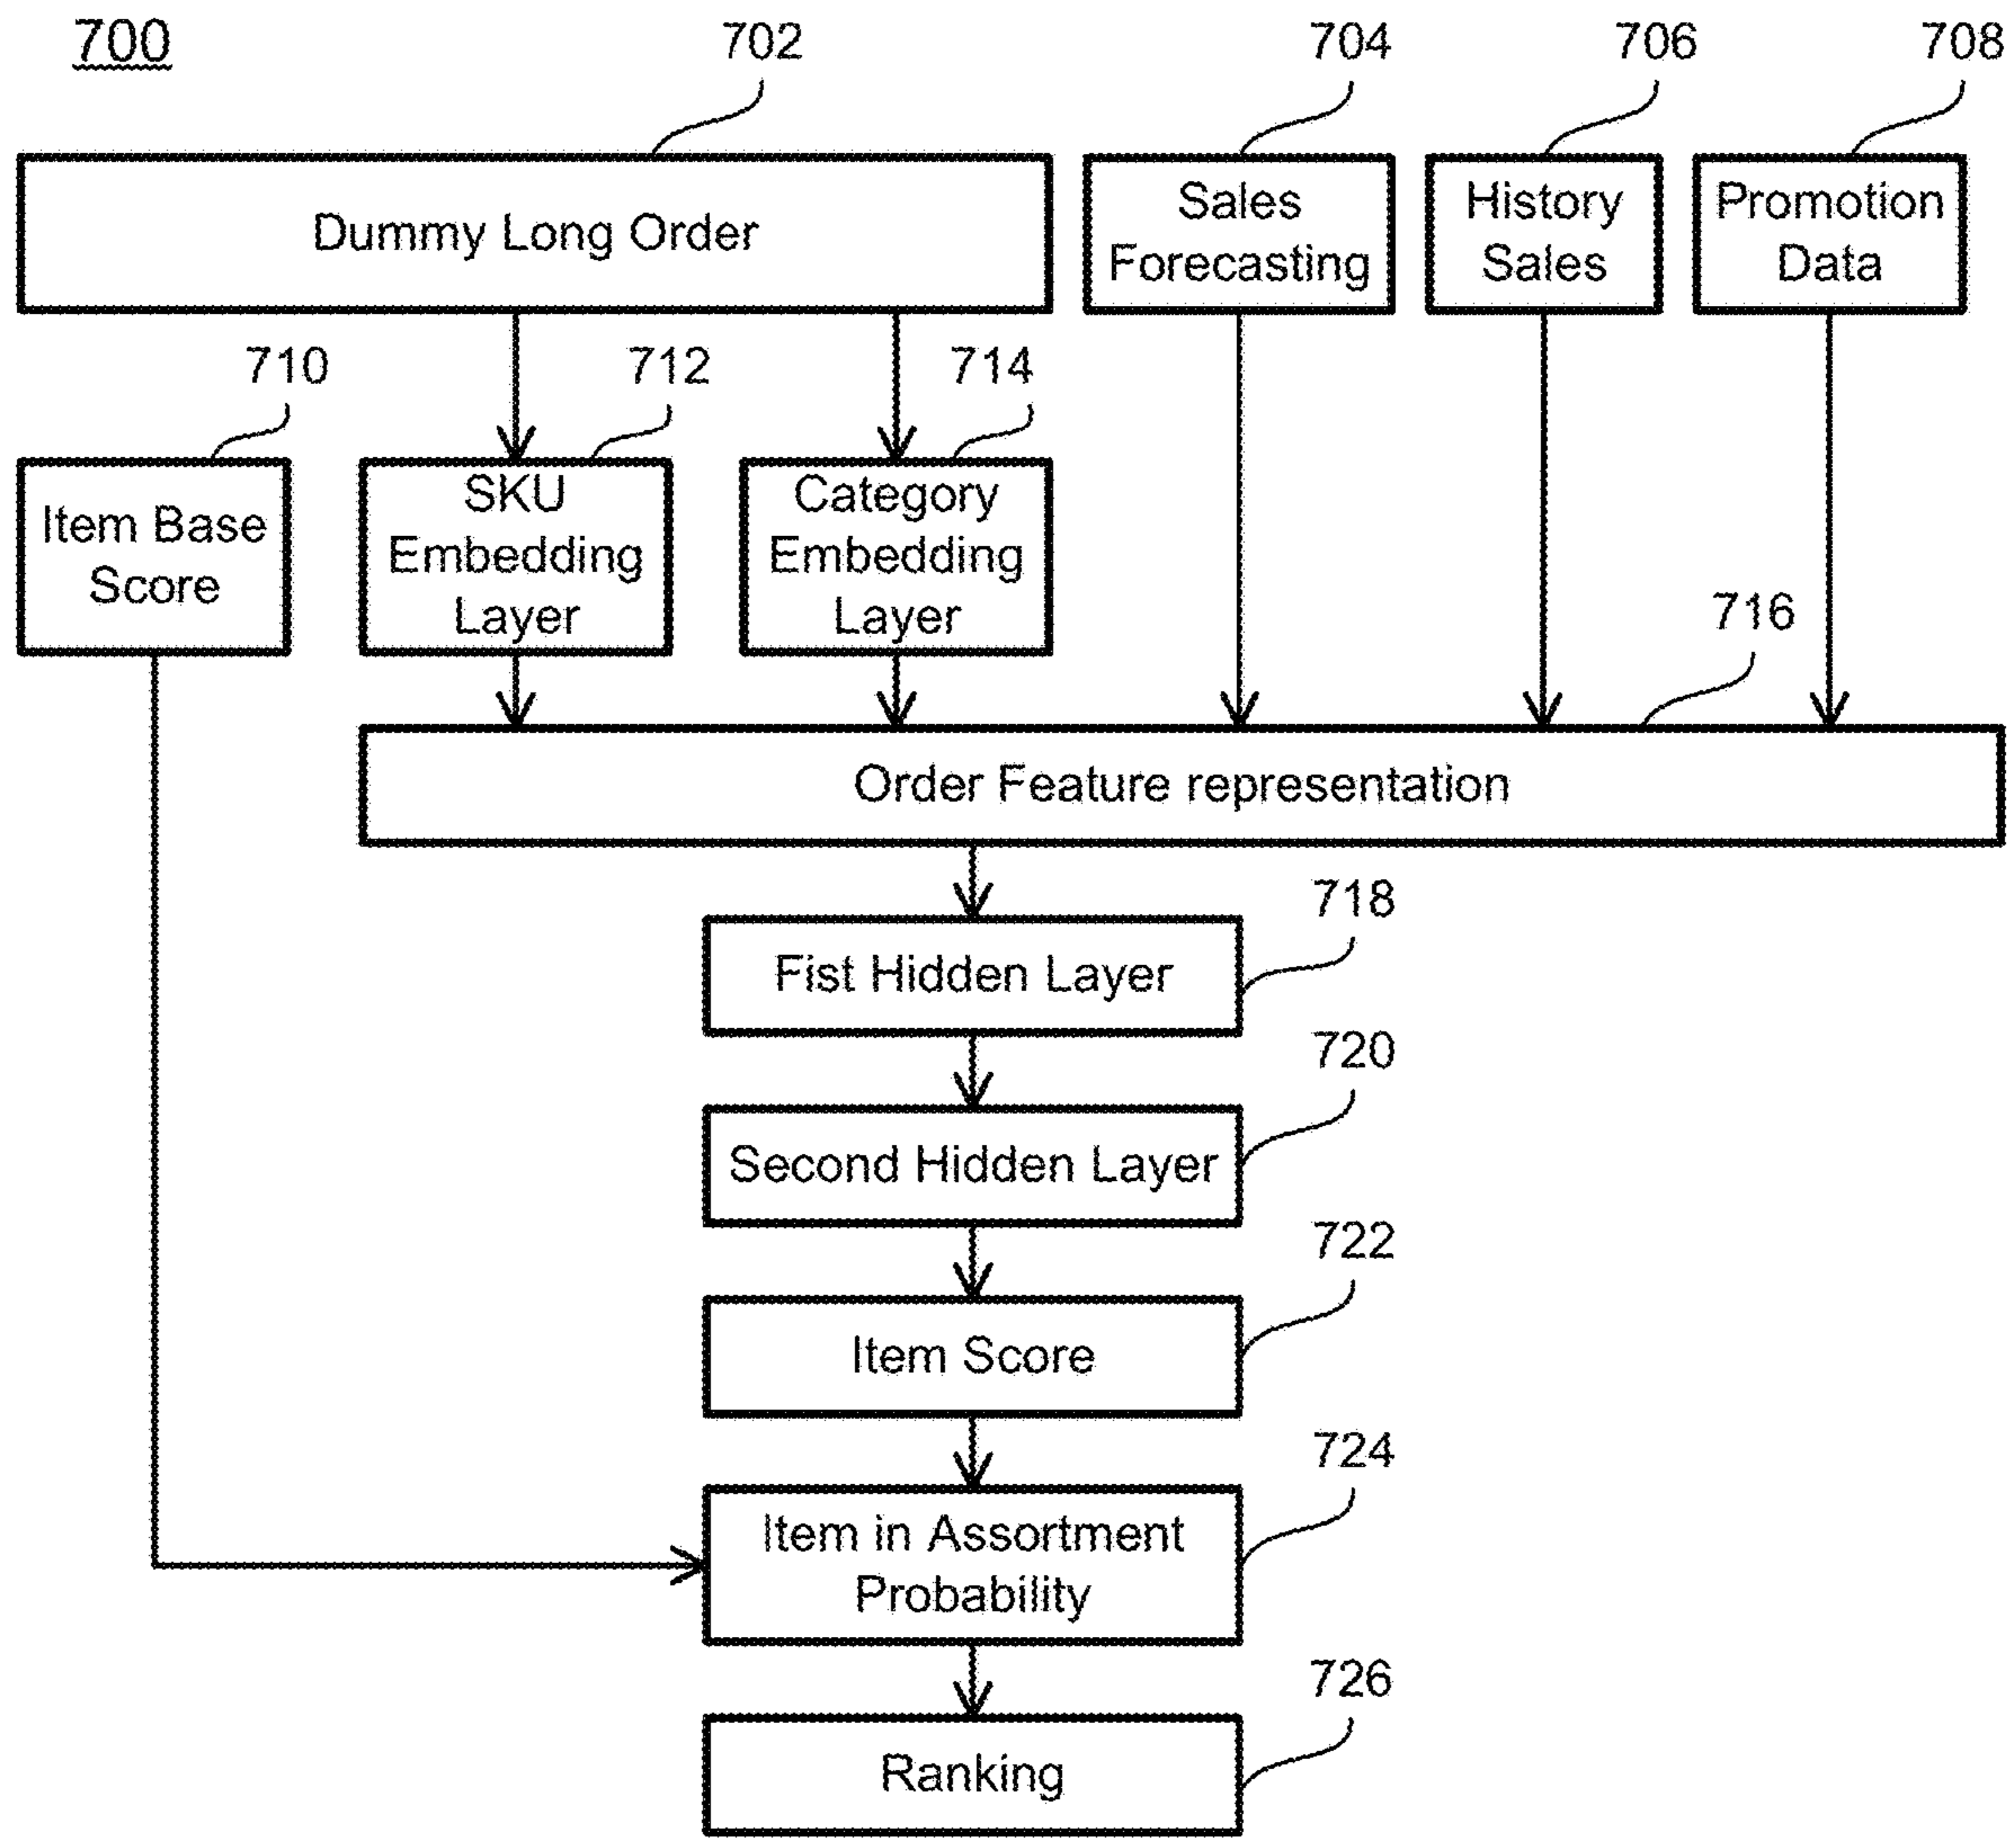 700
702
704
706
708
Dummy Long Order
Sales
Forecasting
History
Sales
Promotion
Data
710
712
714
Item Base
Score
SKU
Embedding
Layer
Category
Embedding
Layer
716
Order Feature representation
718
Fist Hidden Layer
720
Second Hidden Layer
722
Item Score
724
Item in Assortment
Probability
726
Ranking